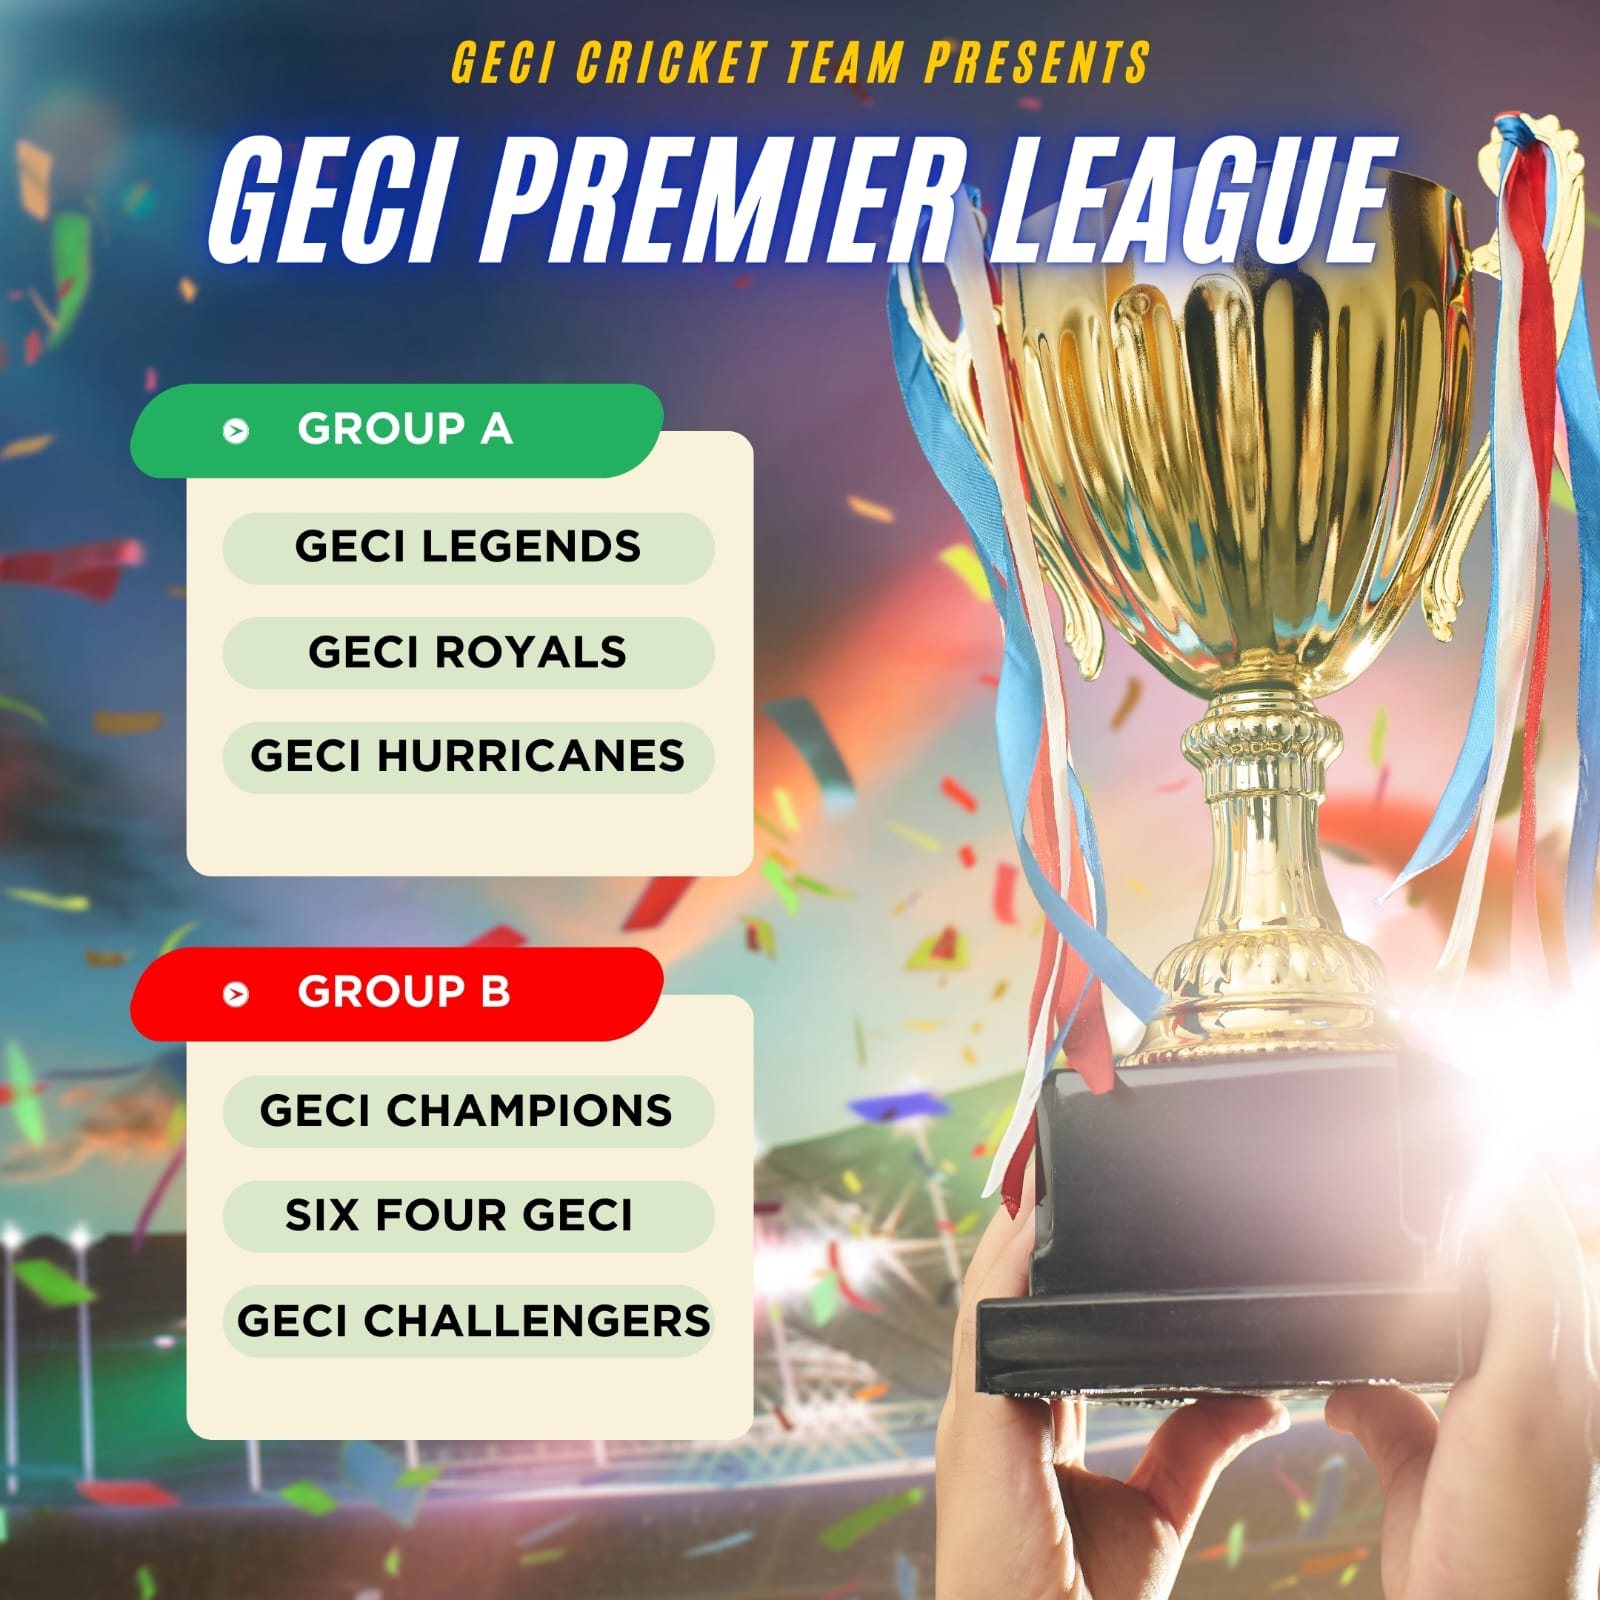 GECI CRICKET TEAM PRESENTS
GECI PREMIER LEAGUE
GROUP A
GECI LEGENDS
GECI ROYALS
GECI HURRICANES
GROUP B
GECI CHAMPIONS
SIX FOUR GECI
GECI CHALLENGERS